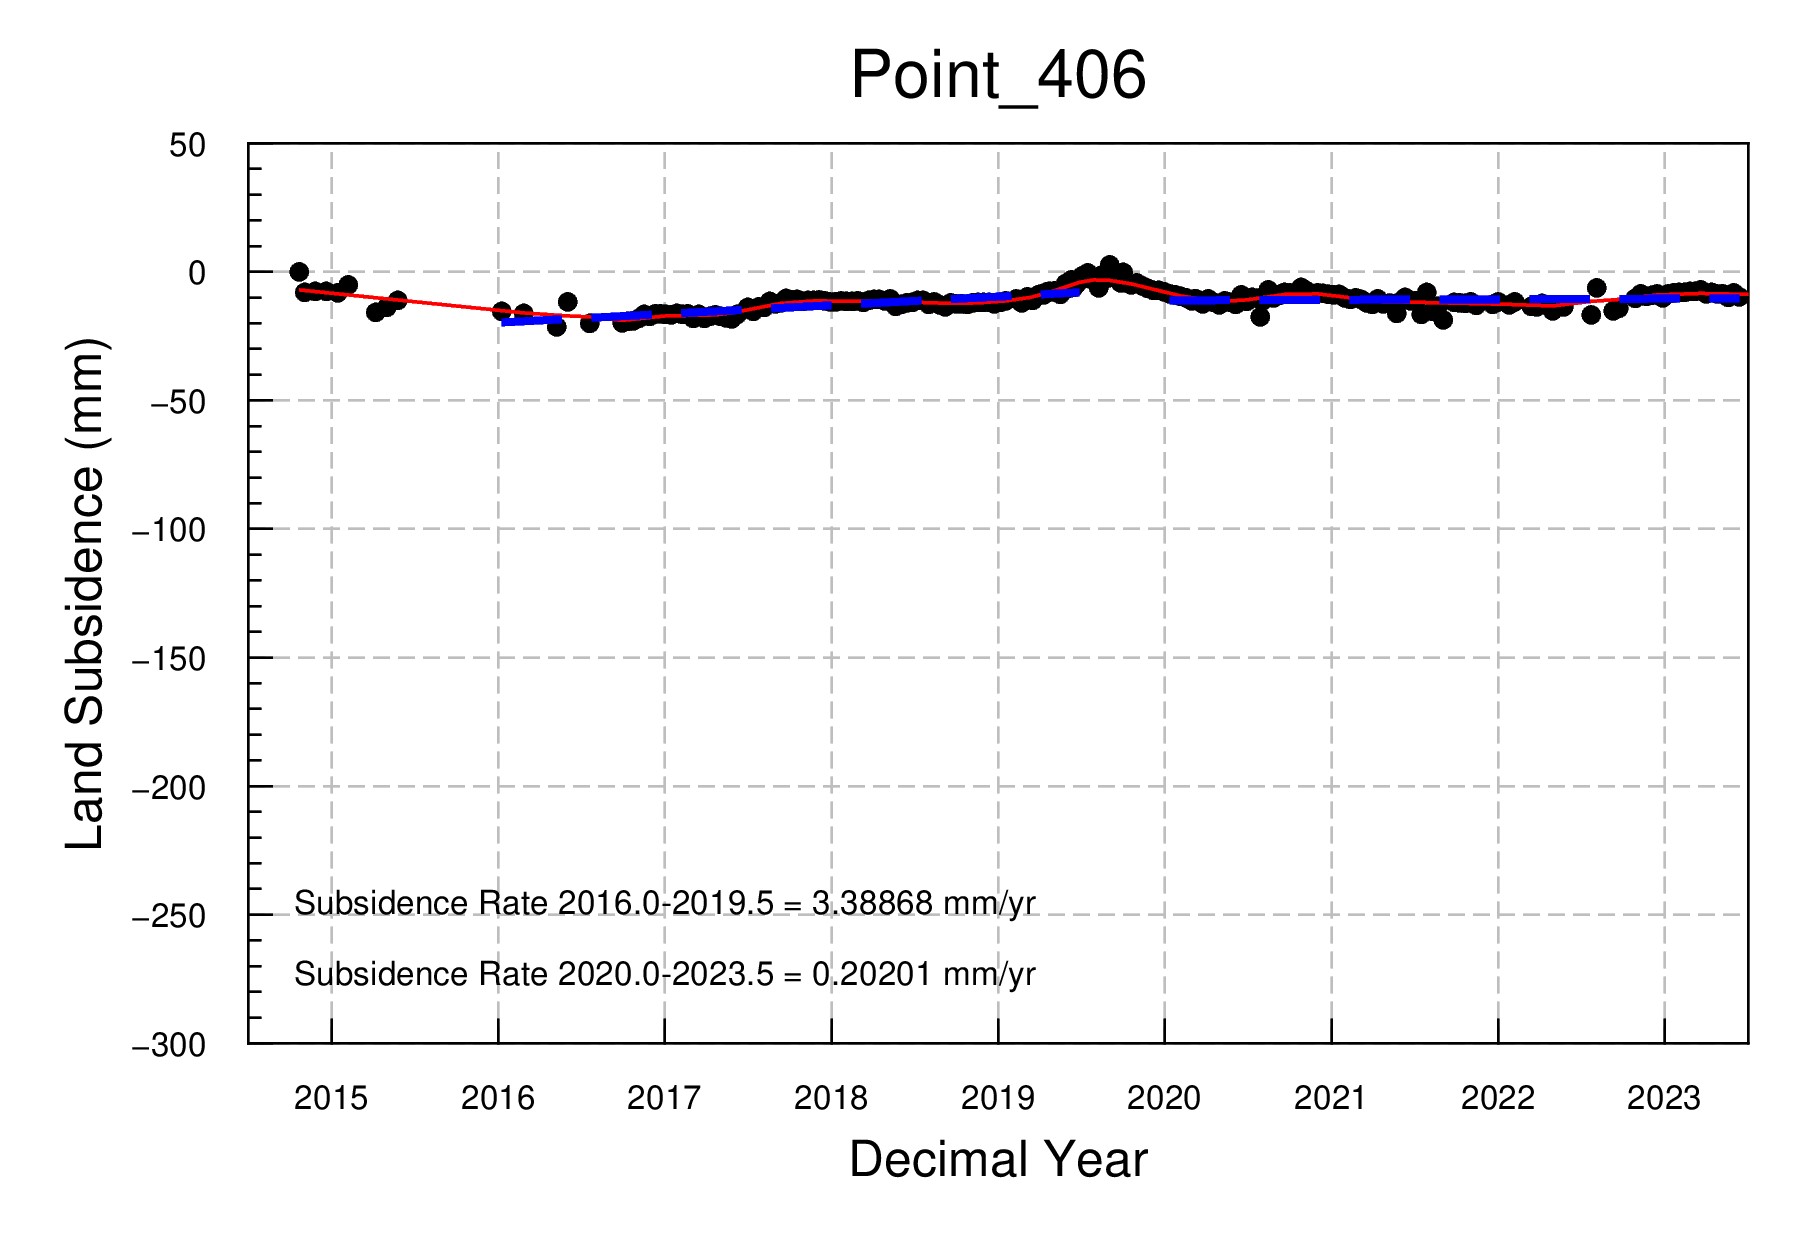 Point_406
50
0
−50
−100
−150
−200
−250
−300
Land Subsidence (mm)
Subsidence Rate 2016.0-2019.5 = 3.38868 mm/yr
Subsidence Rate 2020.0-2023.5 = 0.20201 mm/yr
2015 2016 2017 2018 2019 2020 2021 2022 2023
Decimal Year